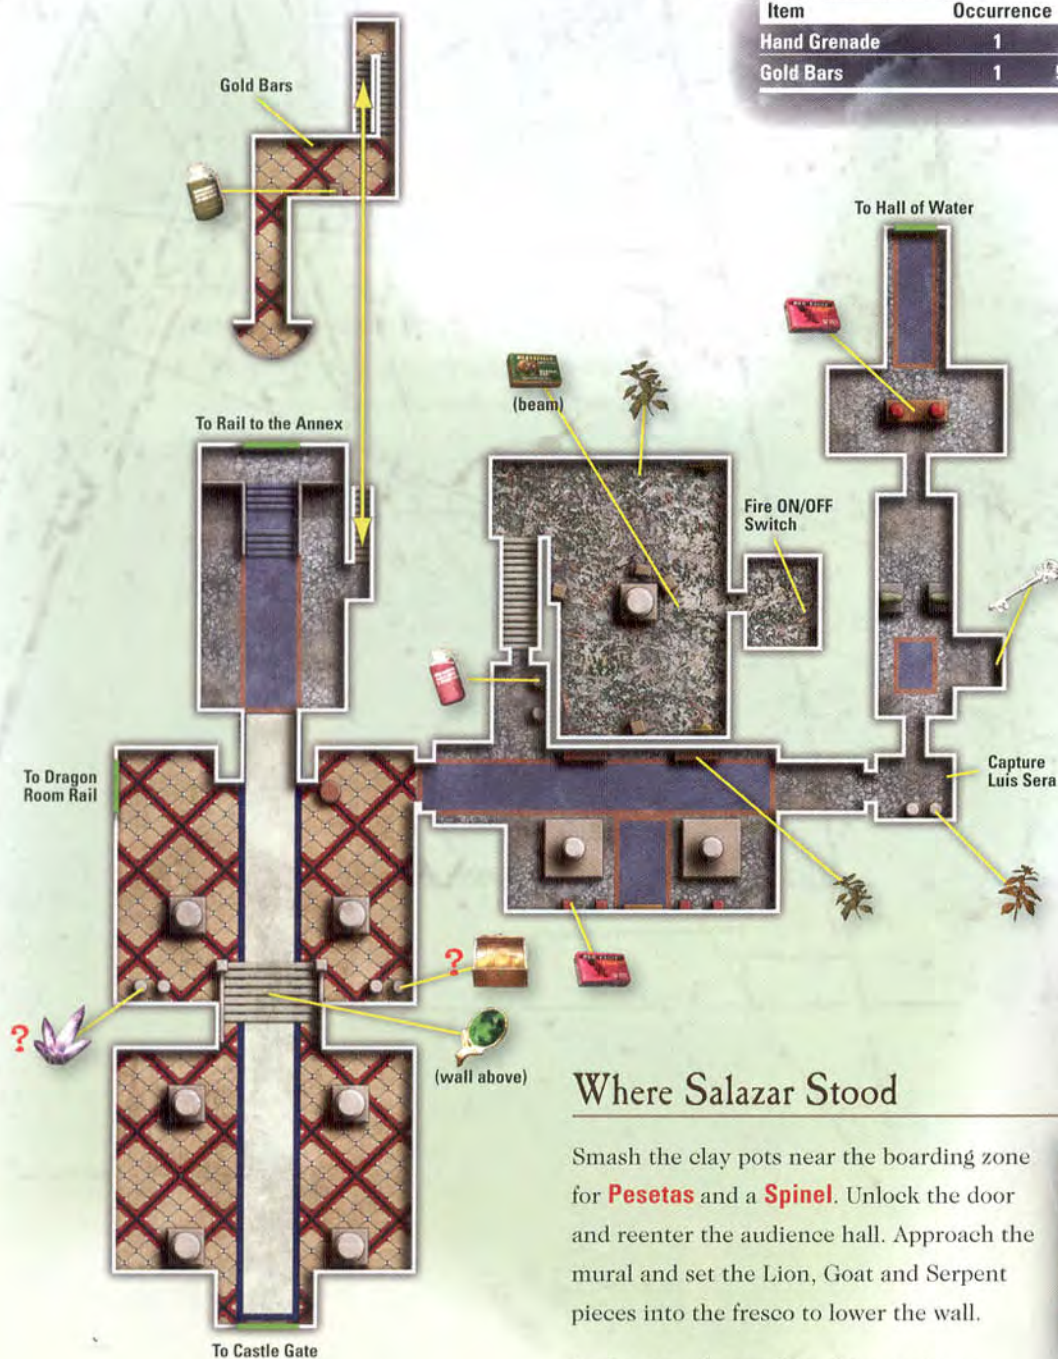 Item Occurrence
Hand Grenade 1
Gold Bars 1
Gold Bars
To Hall of Water
(beam)
To Rail to the Annex
Fire ON/OFF
Switch
To Dragon
Room Rail
Capture
Luis Sera
?
?
(wall above)
Where Salazar Stood
Smash the clay pots near the boarding zone
for Pesetas and a Spinel. Unlock the door
and reenter the audience hall. Approach the
mural and set the Lion, Goat and Serpent
pieces into the fresco to lower the wall.
To Castle Gate